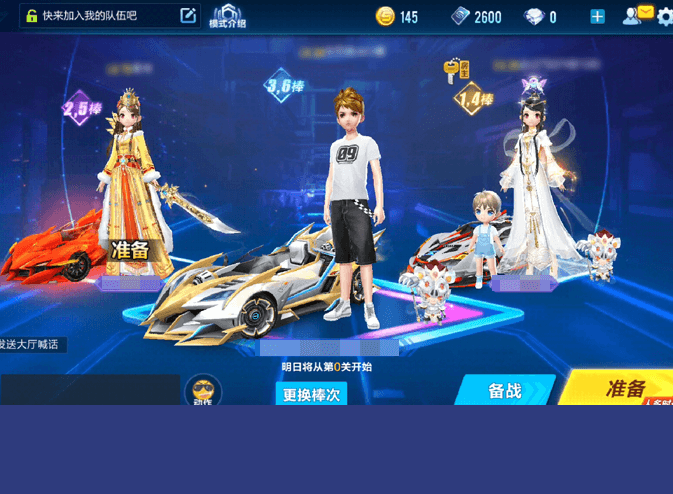 快来加入我的队伍吧
模式介绍
145
2600
0
2,5棒
3,6棒
房主
1,4棒
09
准备
发送大厅喊话
明日将从第0关开始
动作
更换棒次
备战
准备